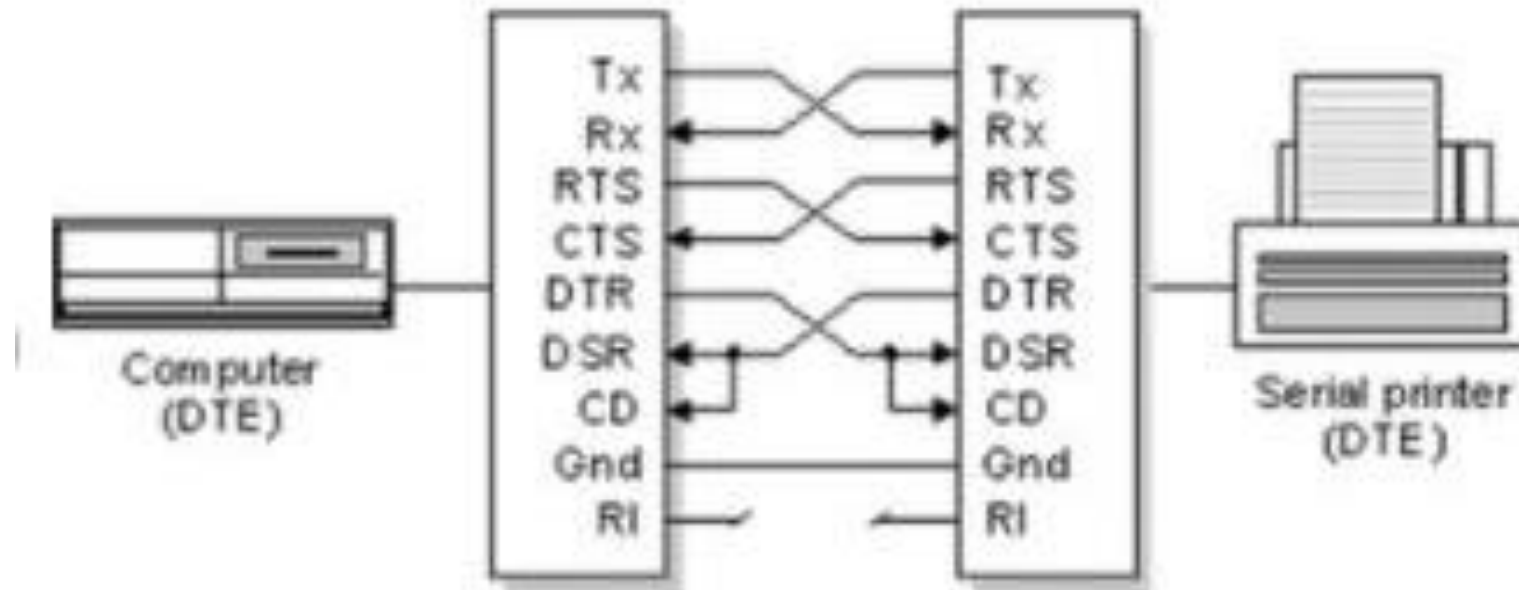 Tx Tx
Rx Rx
RTS RTS
CTS CTS
DTR DTR
DSR DSR
CD CD
Gnd Gnd
RI RI
Computer
(DTE)
Serial printer
(DTE)